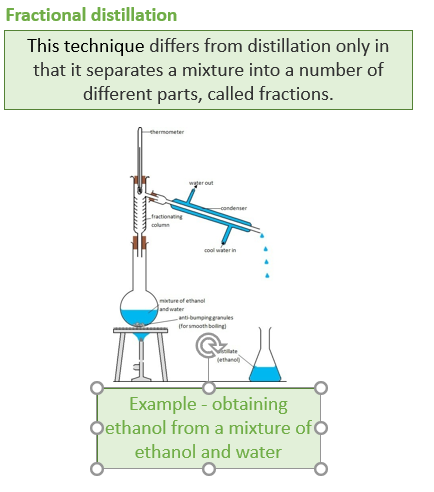 Fractional distillation
This technique differs from distillation only in
that it separates a mixture into a number of
different parts, called fractions.
thermometer
water out
condenser
fractionating
column
cool water in
mixture of ethanol
and water
anti-bumping granules
(for smooth boiling)
distillate
(ethanol)
Example - obtaining
ethanol from a mixture of
ethanol and water